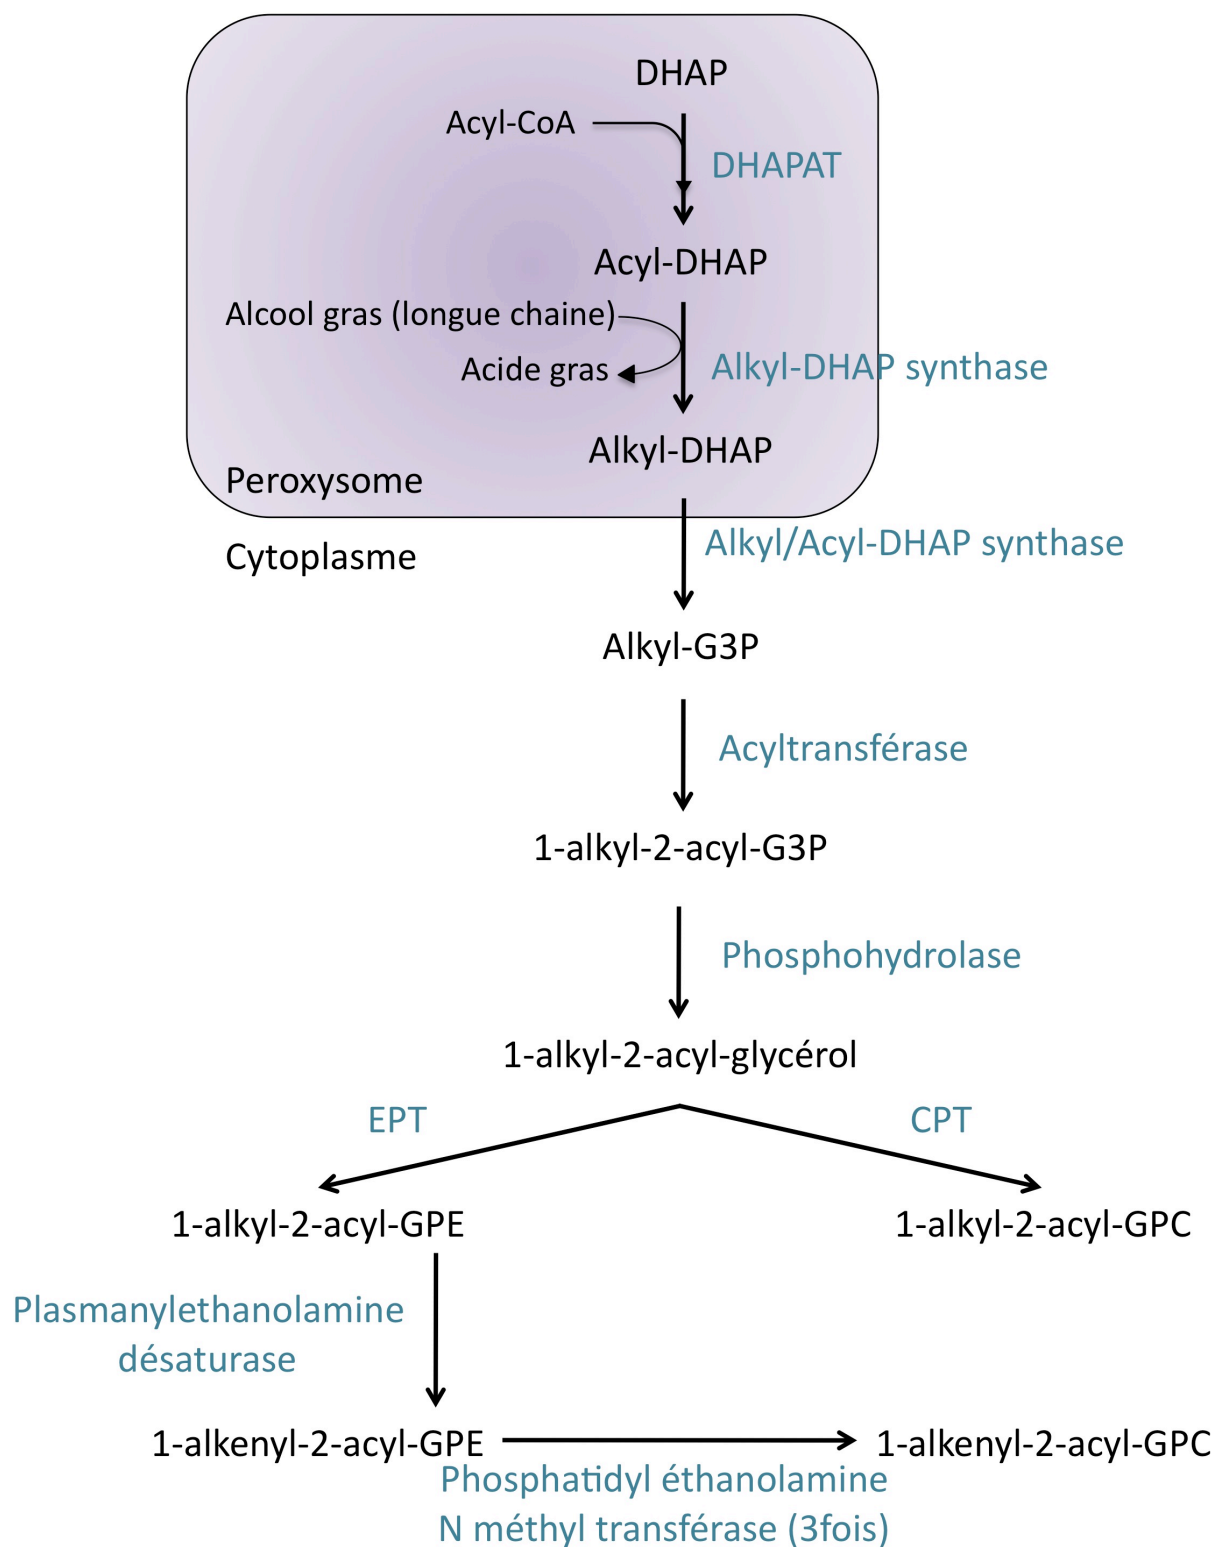 DHAP
Acyl-CoA
DHAPAT
Acyl-DHAP
Alcool gras (longue chaine)
Acide gras
Alkyl-DHAP synthase
Alkyl-DHAP
Peroxysome
Cytoplasme
Alkyl/Acyl-DHAP synthase
Alkyl-G3P
Acyltransférase
1-alkyl-2-acyl-G3P
Phosphohydrolase
1-alkyl-2-acyl-glycérol
EPT
CPT
1-alkyl-2-acyl-GPE
1-alkyl-2-acyl-GPC
Plasmanylethanolamine
désaturase
1-alkenyl-2-acyl-GPE
1-alkenyl-2-acyl-GPC
Phosphatidyl éthanolamine
N méthyl transférase (3fois)